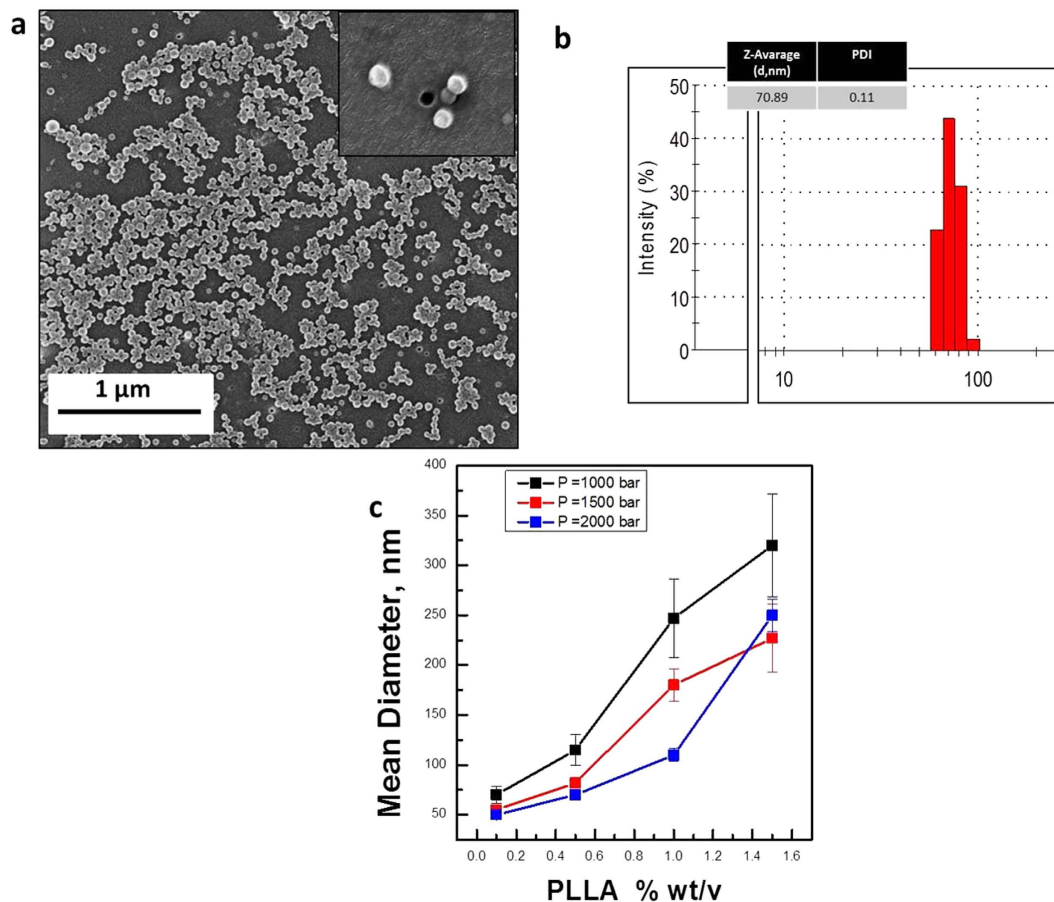 a
1 µm
b
Z-Avarage PDI
(d,nm)
70.89 0.11
50
40
30
20
10
0
Intensity (%)
10 100
c
P =1000 bar
P =1500 bar
P =2000 bar
400
350
300
250
200
150
100
50
Mean Diameter, nm
0.0 0.2 0.4 0.6 0.8 1.0 1.2 1.4 1.6
PLLA % wt/v